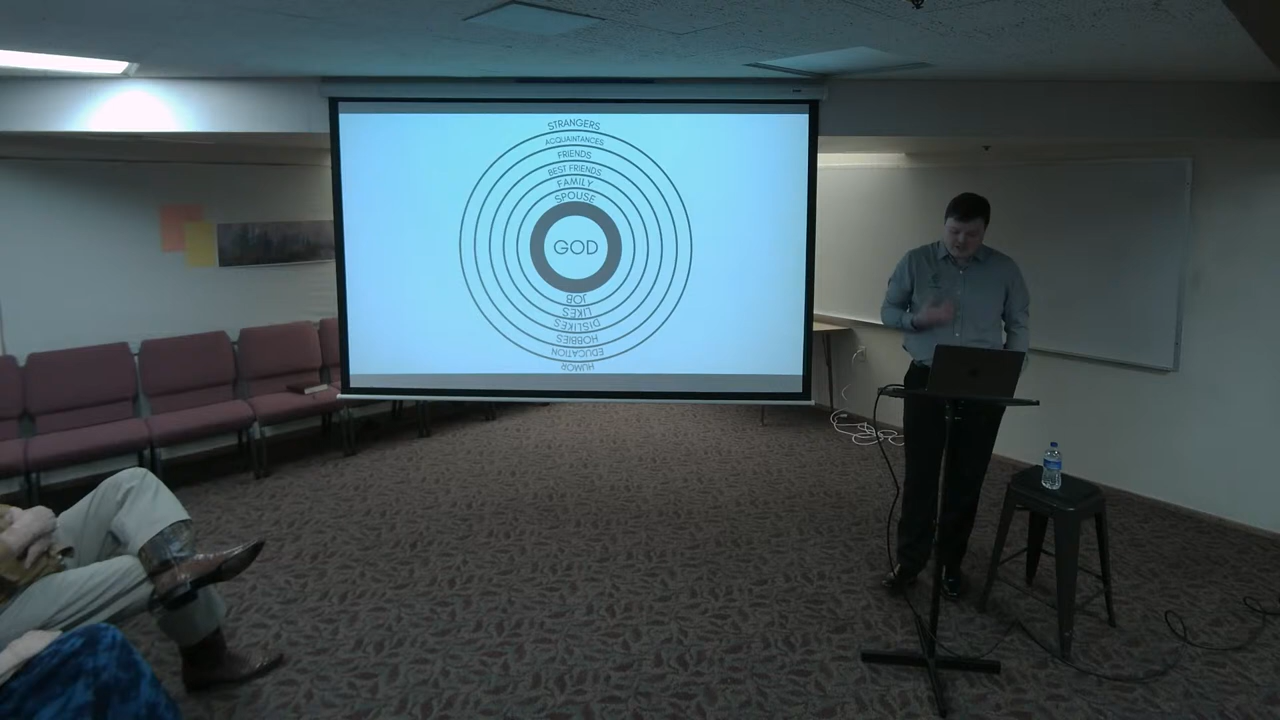 STRANGERS
ACQUAINTANCES
FRIENDS
BEST FRIENDS
FAMILY
SPOUSE
GOD
JOB
LIKES
DISLIKES
HOBBIES
EDUCATION
HUMOR